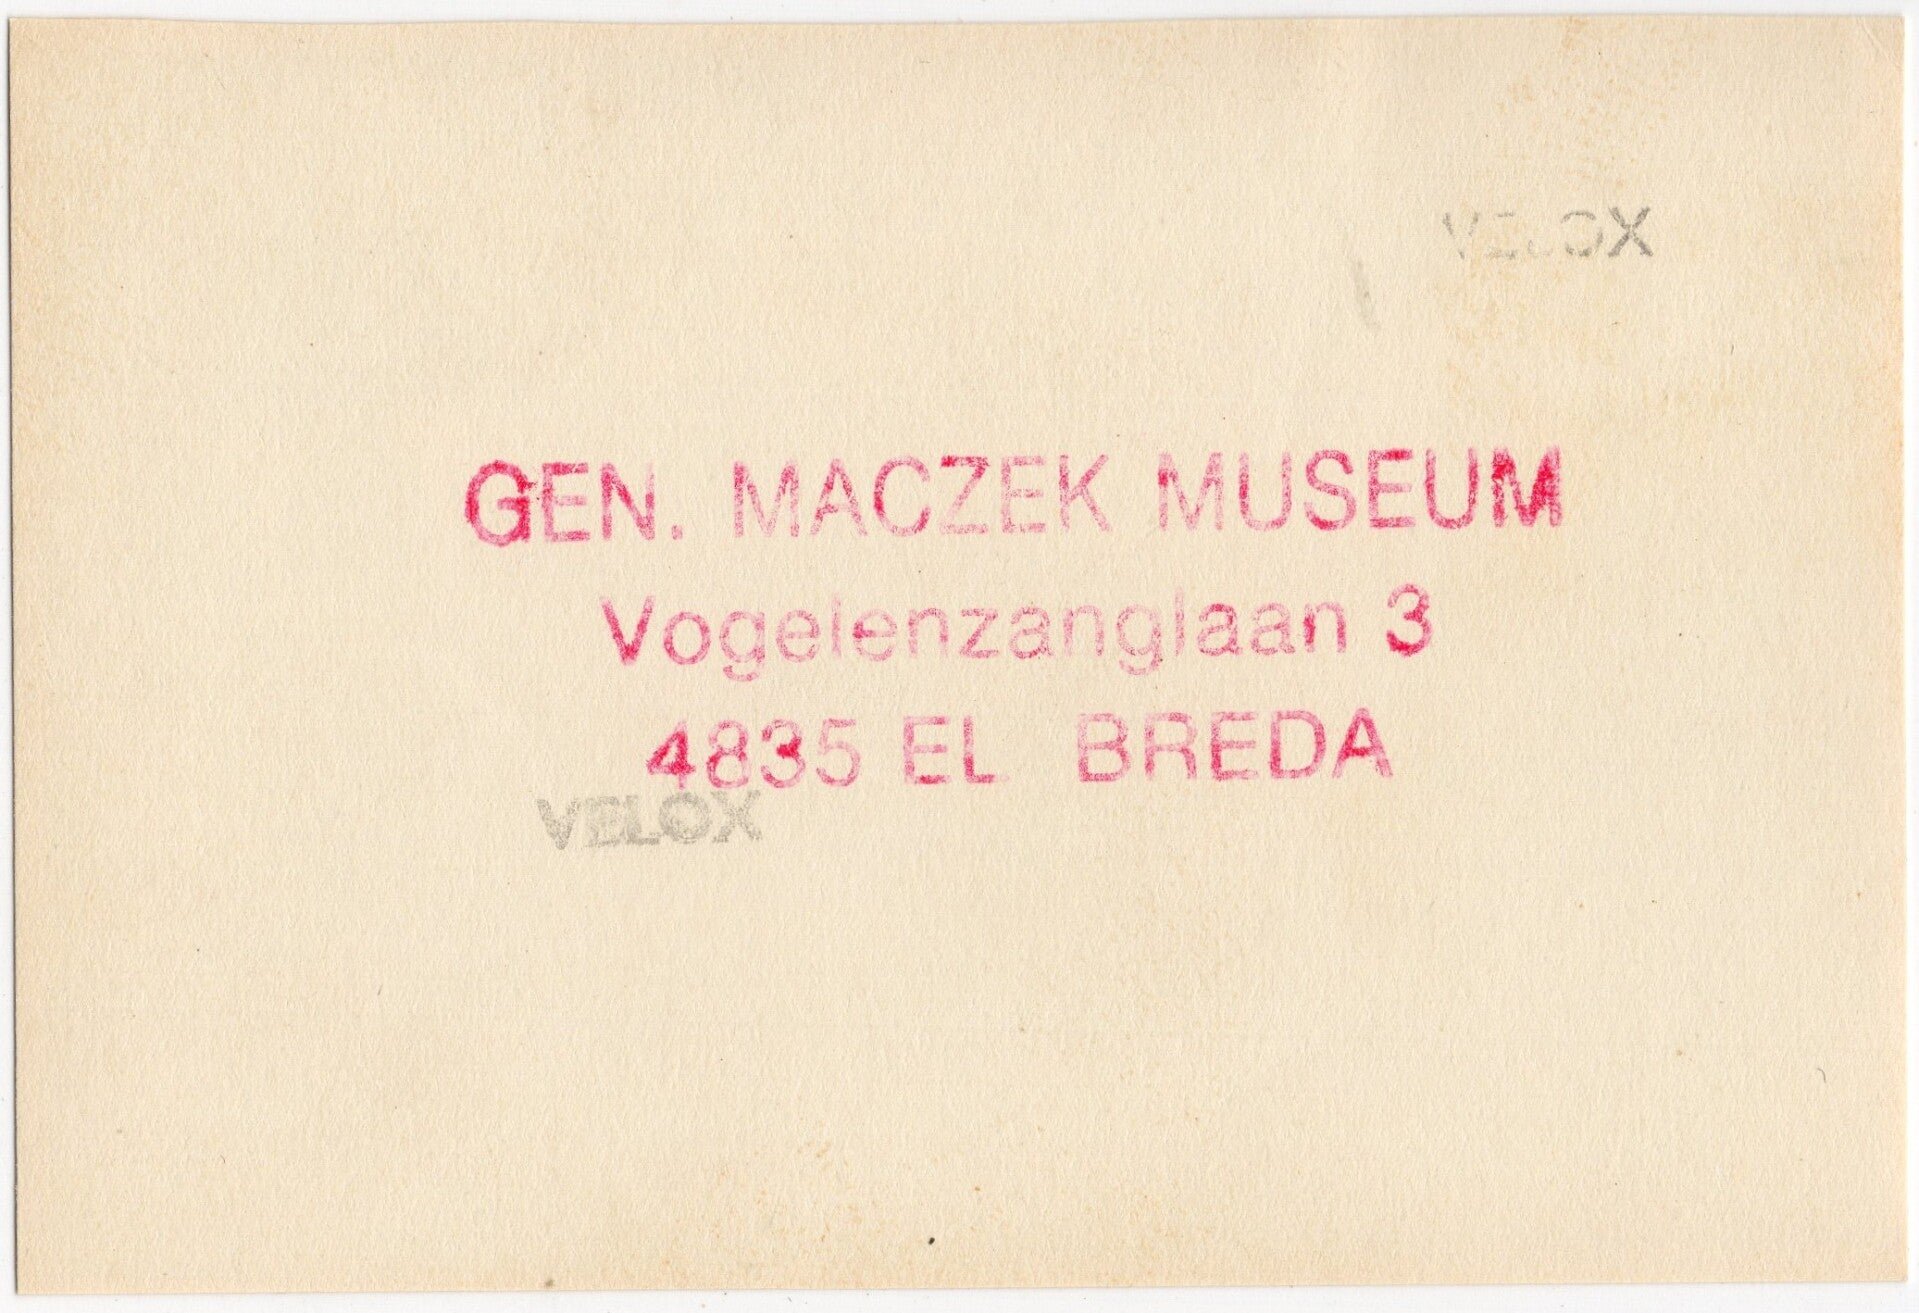 VELOX
GEN. MACZEK MUSEUM
Vogelenzanglaan 3
4835 EL BREDA
VELOX